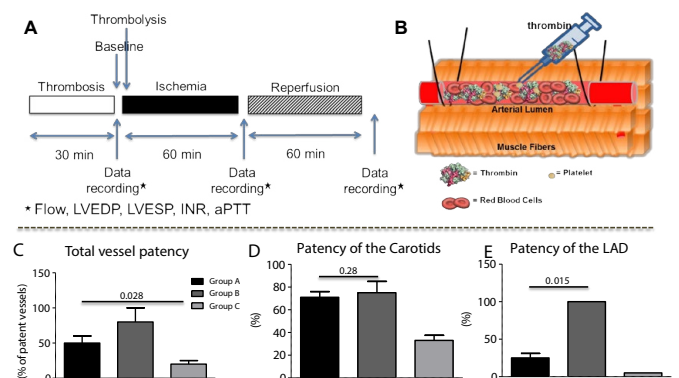 A
Thrombolysis
Baseline
Thrombosis
Ischemia
Reperfusion
30 min
60 min
60 min
Data
recording★
Data
recording★
Data
recording★
★ Flow, LVEDP, LVESP, INR, aPTT
B
thrombin
Arterial Lumen
Muscle Fibers
= Thrombin
= Platelet
= Red Blood Cells
C
Total vessel patency
(% of patent vessels)
150
100
50
0
0.028
Group A
Group B
Group C
D
Patency of the Carotids
(%)
100
80
60
40
20
0
0.28
E
Patency of the LAD
(%)
150
100
50
0
0.015